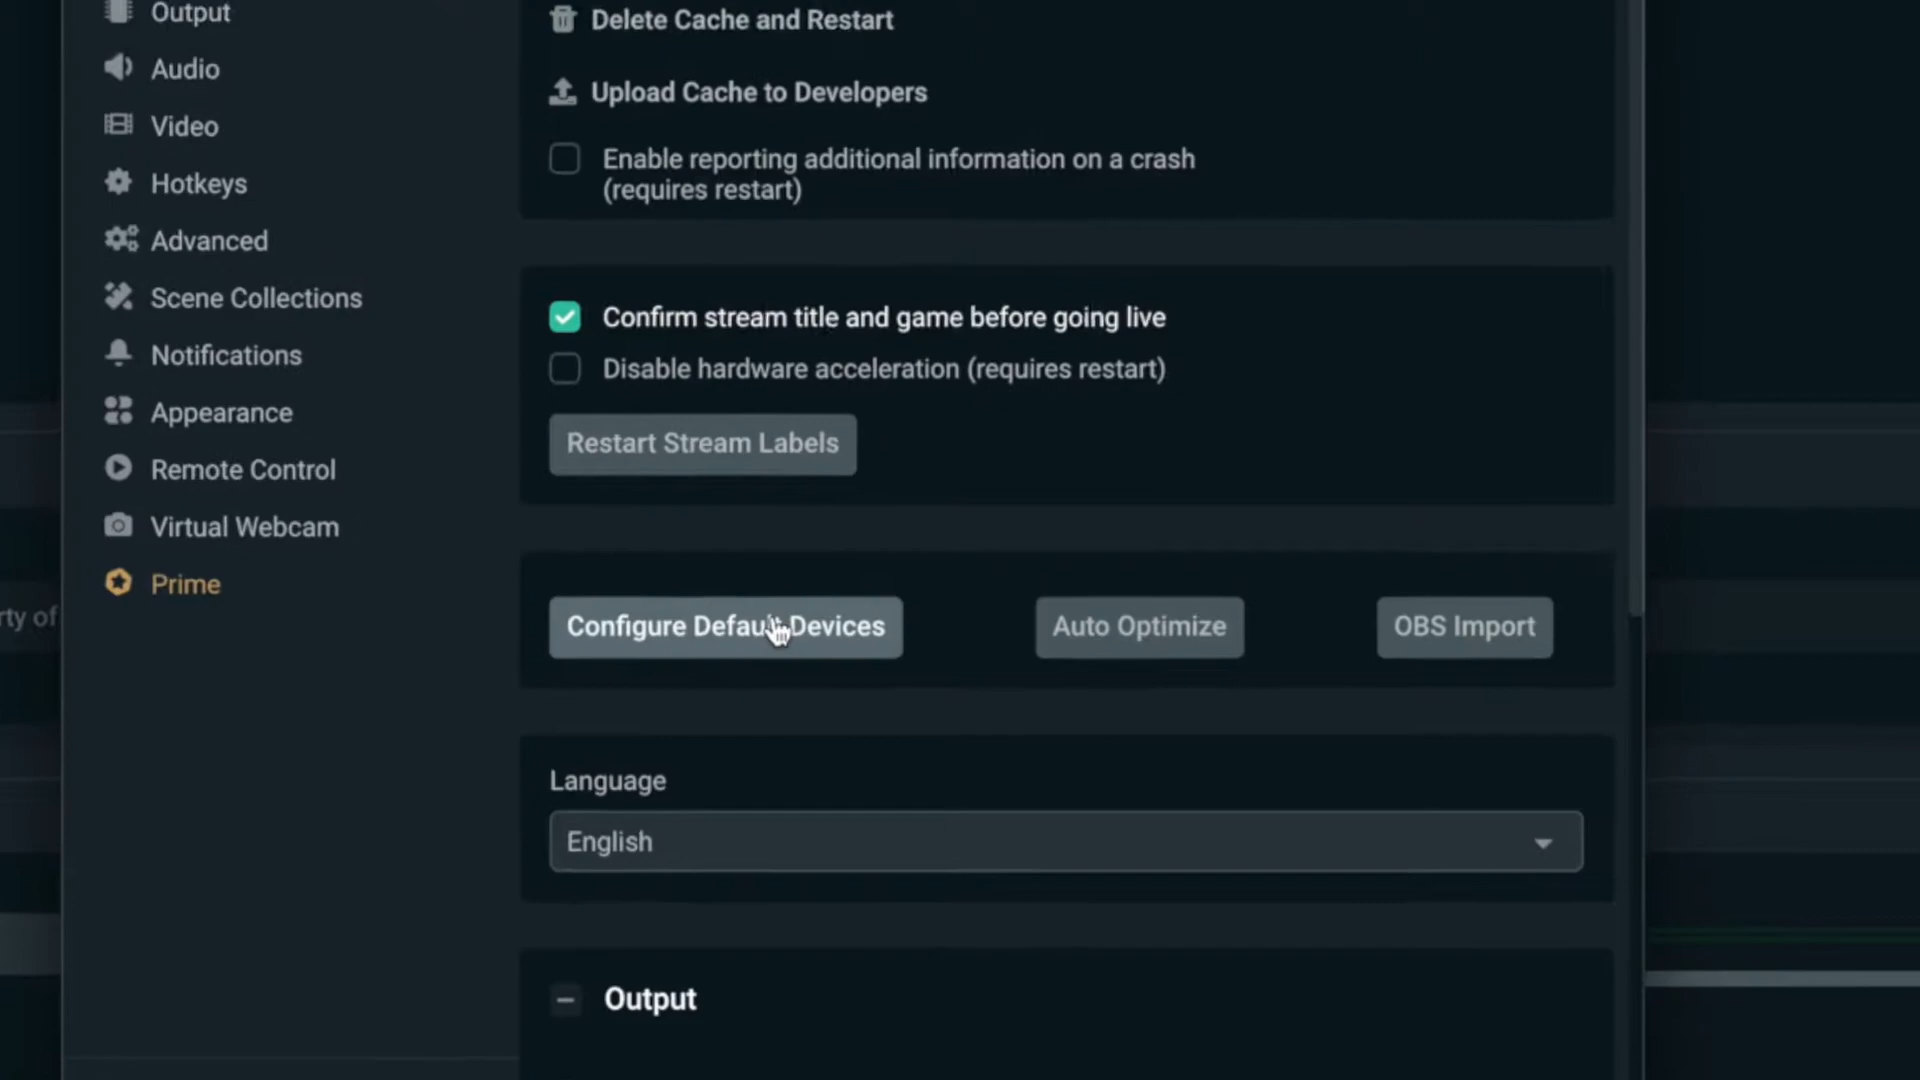 Output
Audio
Video
Hotkeys
Advanced
Scene Collections
Notifications
Appearance
Remote Control
Virtual Webcam
Prime
rty of
Delete Cache and Restart
Upload Cache to Developers
Enable reporting additional information on a crash
(requires restart)
Confirm stream title and game before going live
Disable hardware acceleration (requires restart)
Restart Stream Labels
Configure Default Devices
Auto Optimize
OBS Import
Language
English
Output